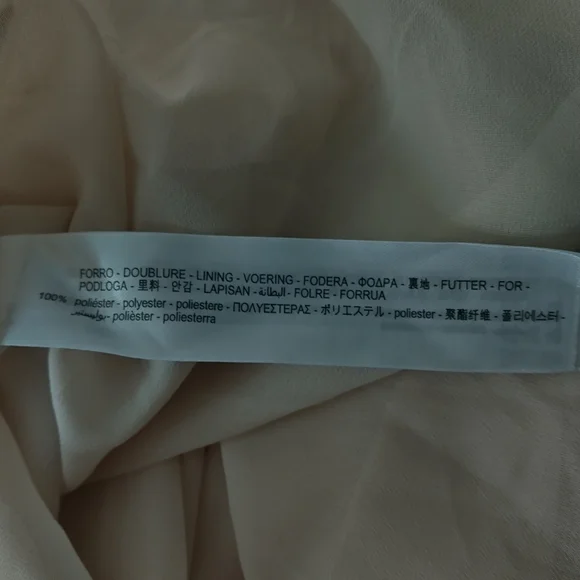 FORRO - DOUBLURE - LINING - VOERING - FODERA - ΦΟΔΡΑ - 裏地 - FUTTER - FOR -
PODLOGA - 里料 - 안감 - LAPISAN - البطانة - FOLRE - FORRUA
100% poliéster - polyester - poliestere - ΠΟΛΥΕΣΤΕΡΑΣ - ポリエステル - poliester - 聚酯纤维 - 폴리에스터 -
بوليستير - polièster - poliesterra